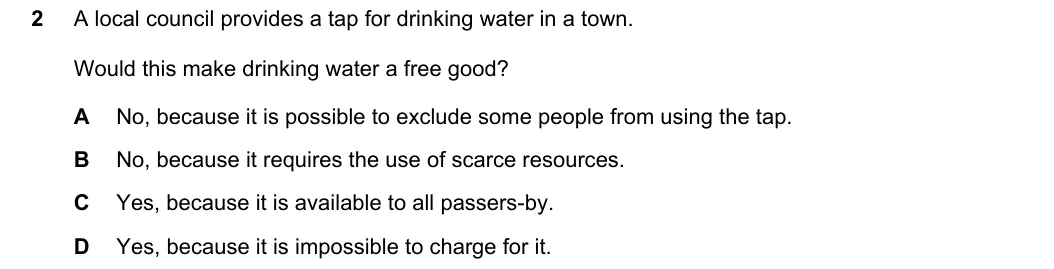 2 A local council provides a tap for drinking water in a town.
Would this make drinking water a free good?
A No, because it is possible to exclude some people from using the tap.
B No, because it requires the use of scarce resources.
C Yes, because it is available to all passers-by.
D Yes, because it is impossible to charge for it.